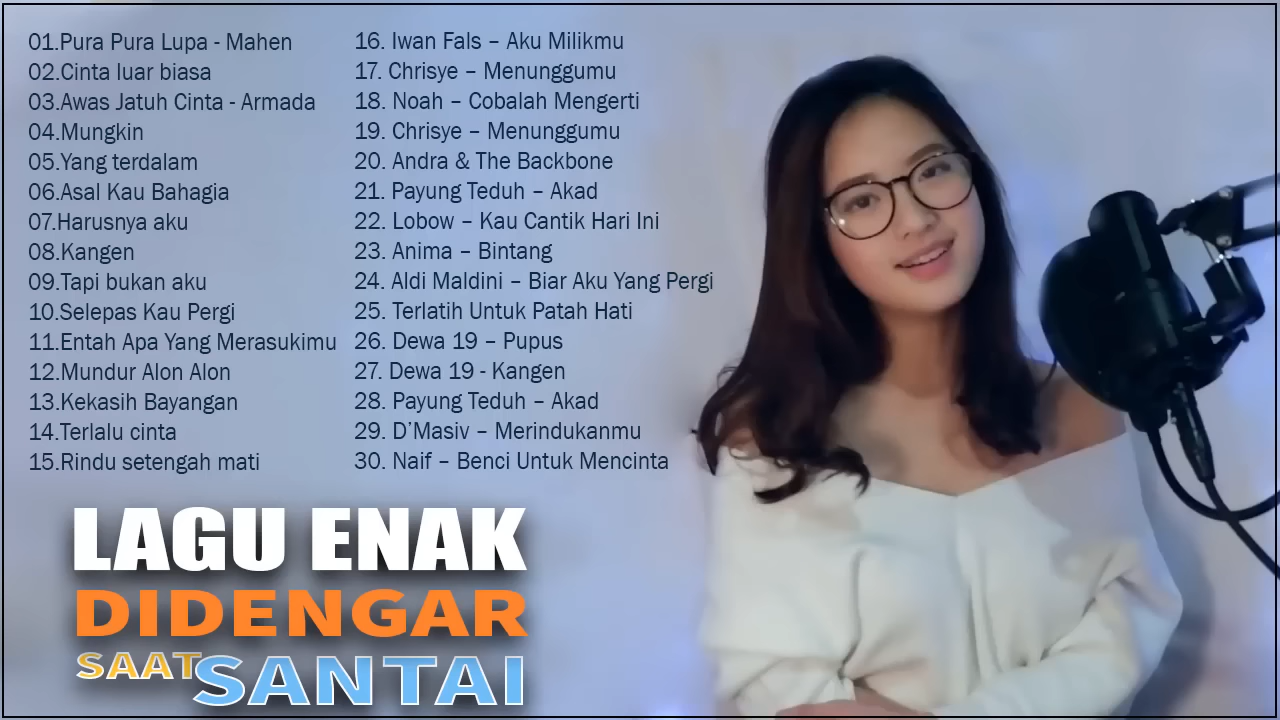 01.Pura Pura Lupa - Mahen
02.Cinta luar biasa
03.Awas Jatuh Cinta - Armada
04.Mungkin
05.Yang terdalam
06.Asal Kau Bahagia
07.Harusnya aku
08.Kangen
09.Tapi bukan aku
10.Selepas Kau Pergi
11.Entah Apa Yang Merasukimu
12.Mundur Alon Alon
13.Kekasih Bayangan
14.Terlalu cinta
15.Rindu setengah mati
16. Iwan Fals – Aku Milikmu
17. Chrisye – Menunggumu
18. Noah – Cobalah Mengerti
19. Chrisye – Menunggumu
20. Andra & The Backbone
21. Payung Teduh – Akad
22. Lobow – Kau Cantik Hari Ini
23. Anima – Bintang
24. Aldi Maldini – Biar Aku Yang Pergi
25. Terlatih Untuk Patah Hati
26. Dewa 19 – Pupus
27. Dewa 19 - Kangen
28. Payung Teduh – Akad
29. D’Masiv – Merindukanmu
30. Naif – Benci Untuk Mencinta
LAGU ENAK
DIDENGAR
SAAT SANTAI